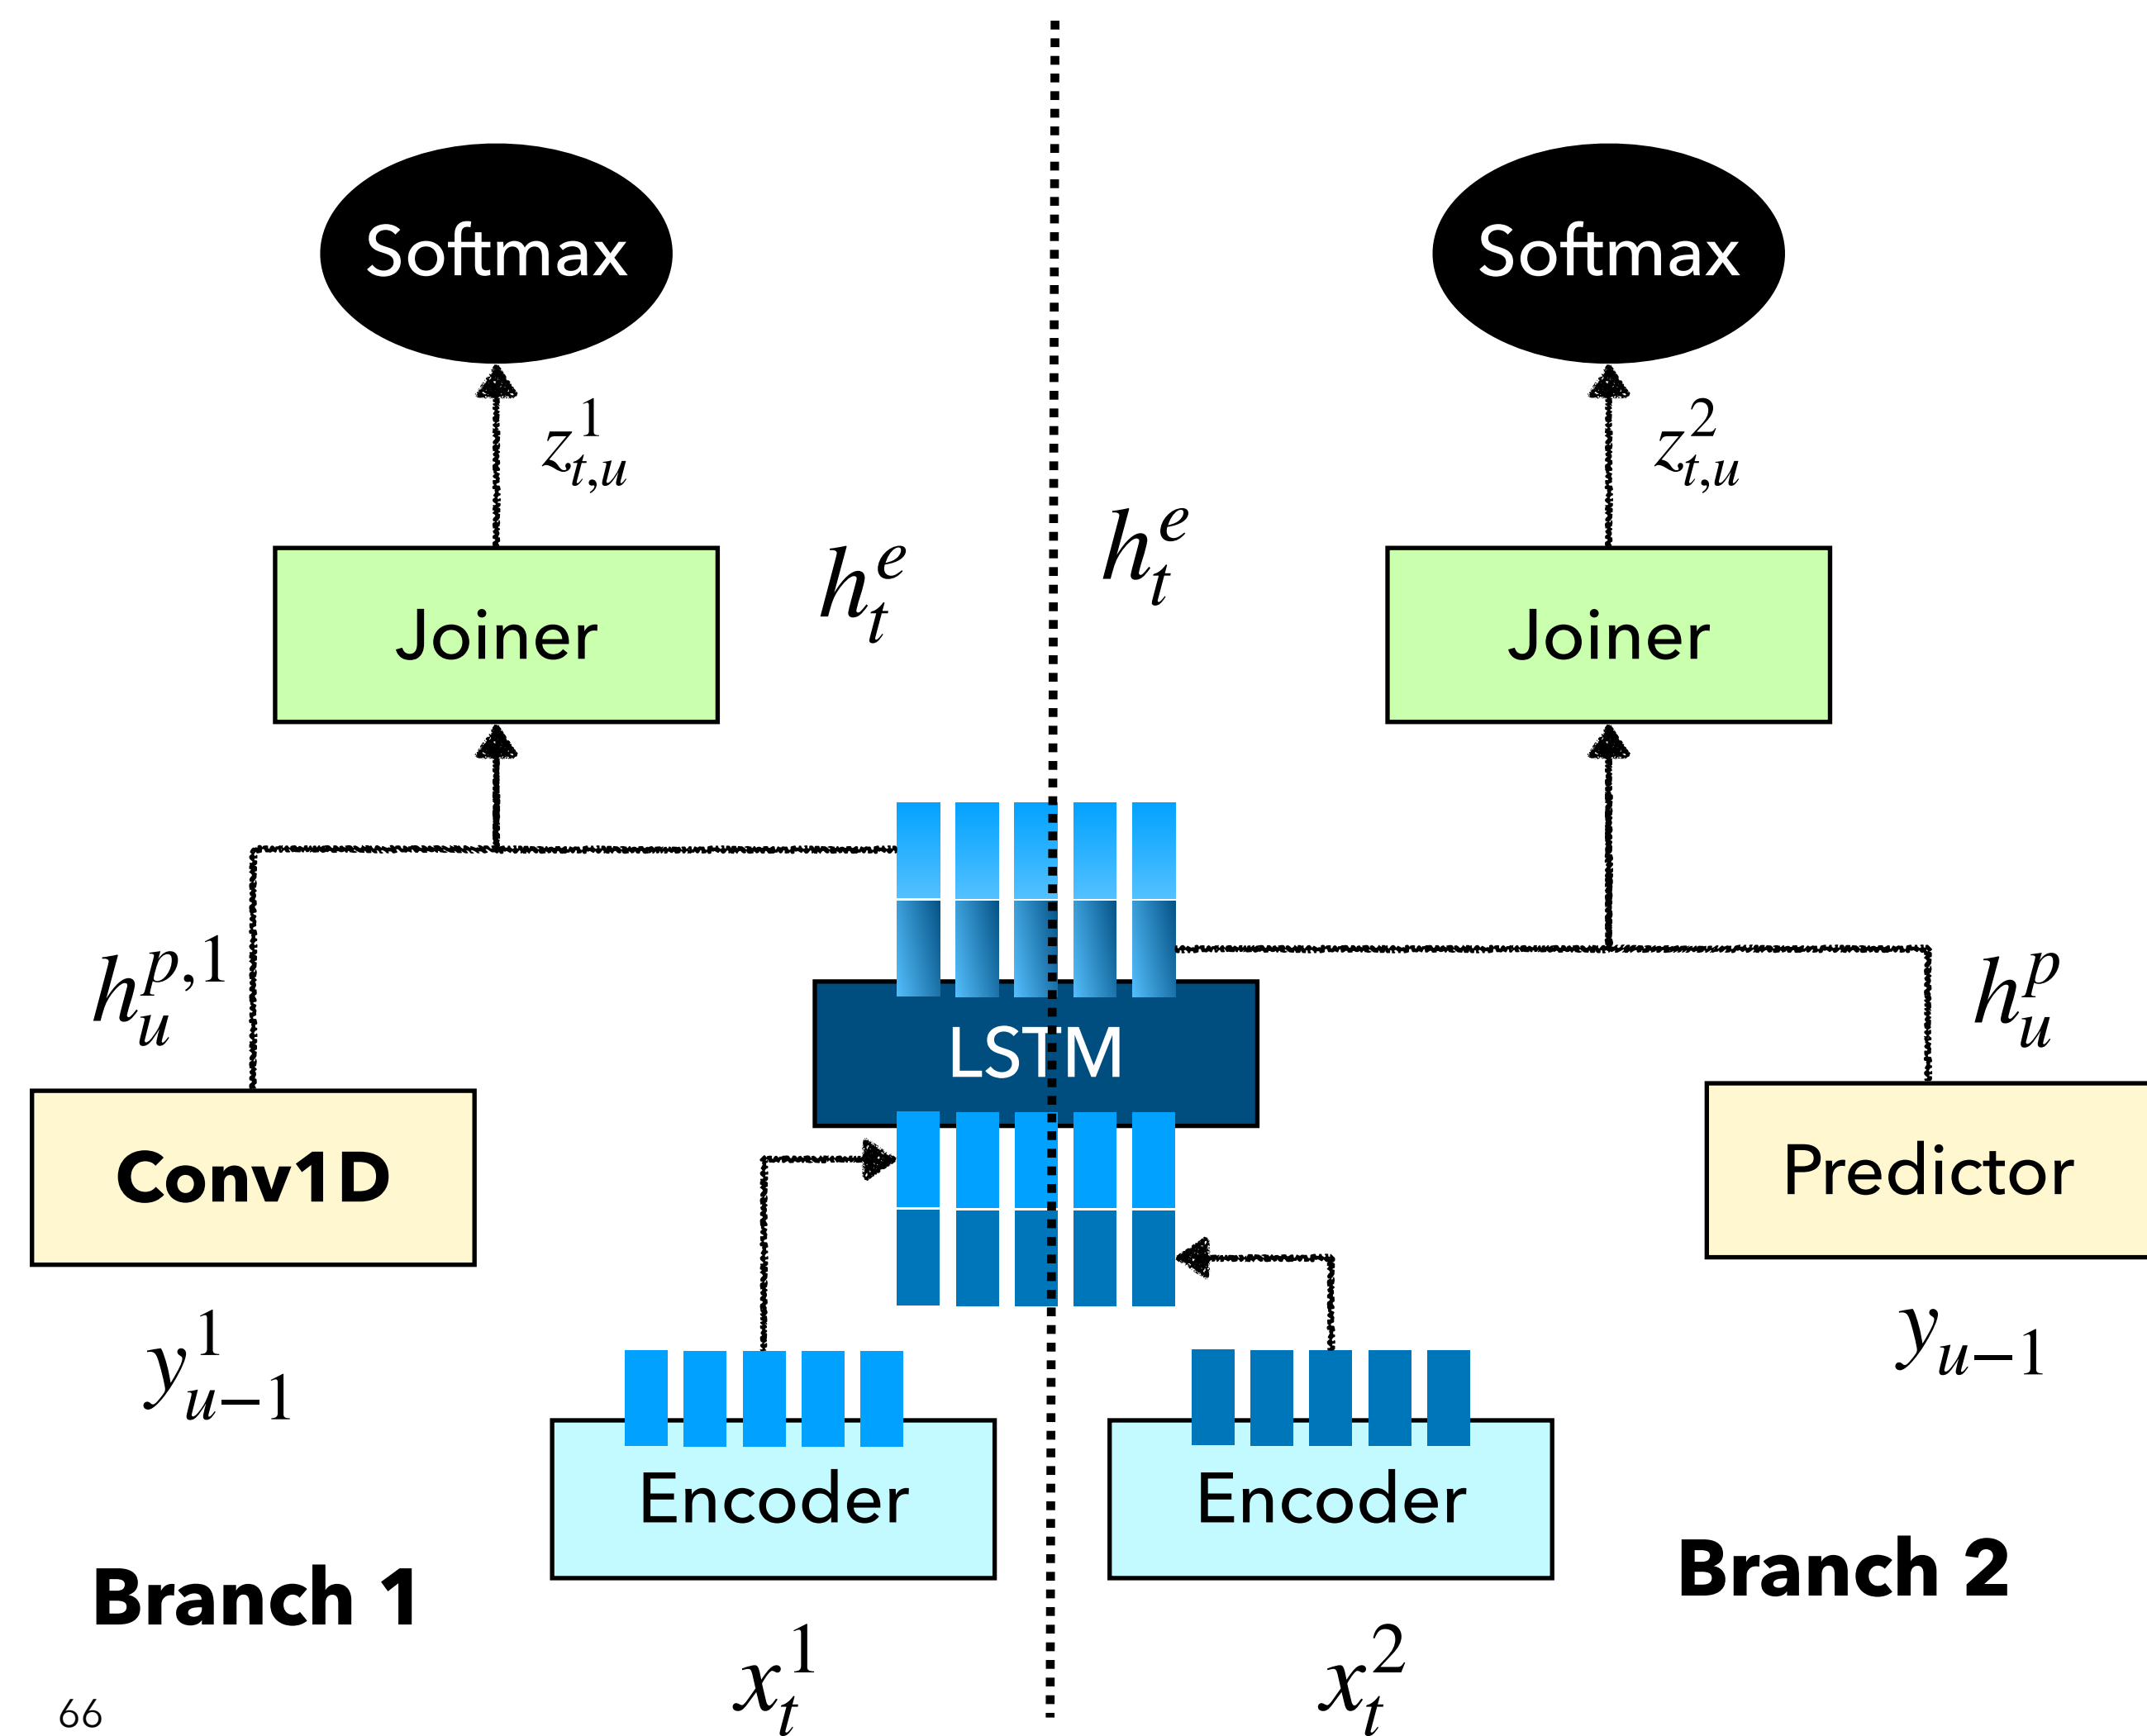 Softmax
Softmax
z^1_{t,u}
z^2_{t,u}
h^e_t
h^e_t
Joiner
Joiner
h^{p,1}_u
h^p_u
LSTM
Conv1D
Predictor
y^1_{u−1}
y_{u−1}
Encoder
Encoder
Branch 1
Branch 2
x^1_t
x^2_t
66